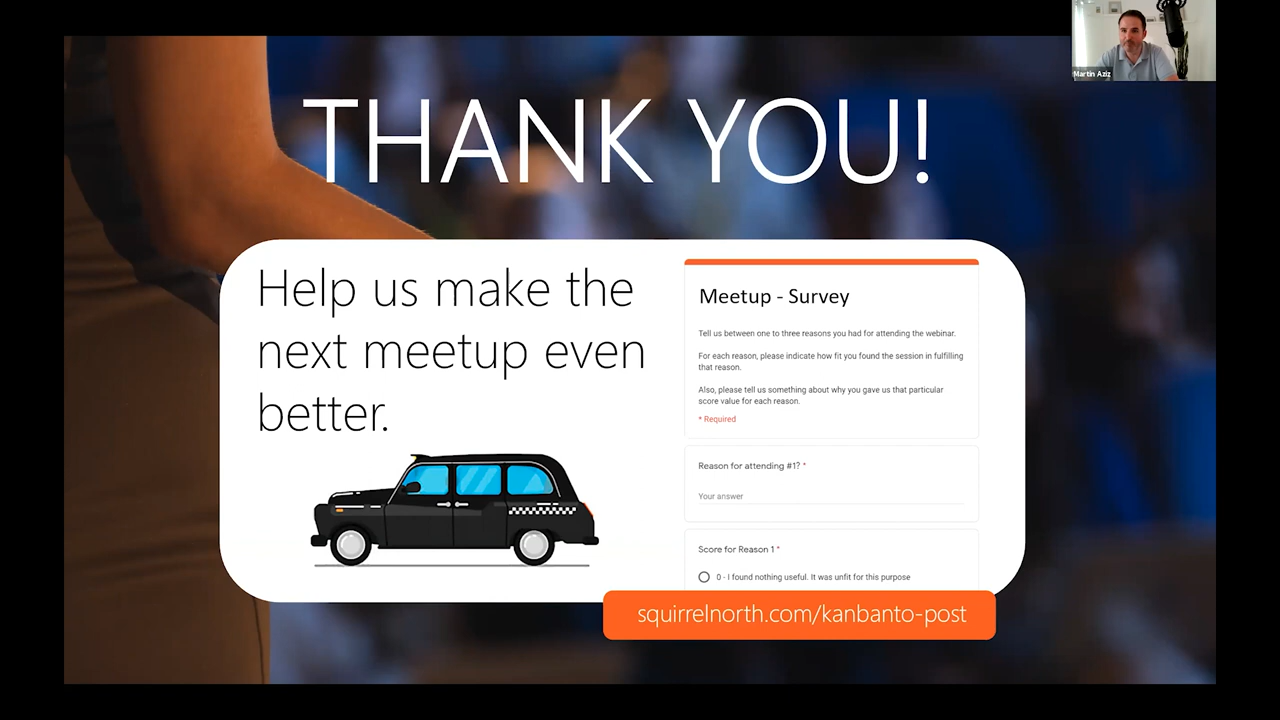 Martin Aziz
THANK YOU!
Help us make the
next meetup even
better.
Meetup - Survey
Tell us between one to three reasons you had for attending the webinar.
For each reason, please indicate how fit you found the session in fulfilling
that reason.
Also, please tell us something about why you gave us that particular
score value for each reason.
* Required
Reason for attending #1? *
Your answer
Score for Reason 1 *
0 - I found nothing useful. It was unfit for this purpose
squirrelnorth.com/kanbanto-post